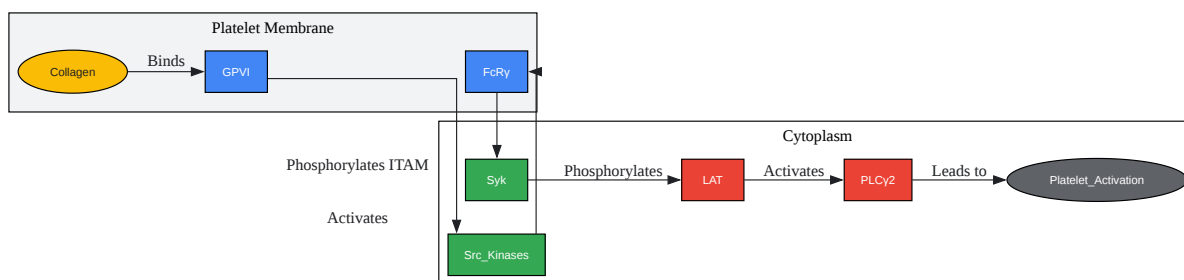 Platelet Membrane
Collagen
Binds
GPVI
FcRγ
Cytoplasm
Phosphorylates ITAM
Syk
Phosphorylates
LAT
Activates
PLCγ2
Leads to
Platelet_Activation
Activates
Src_Kinases